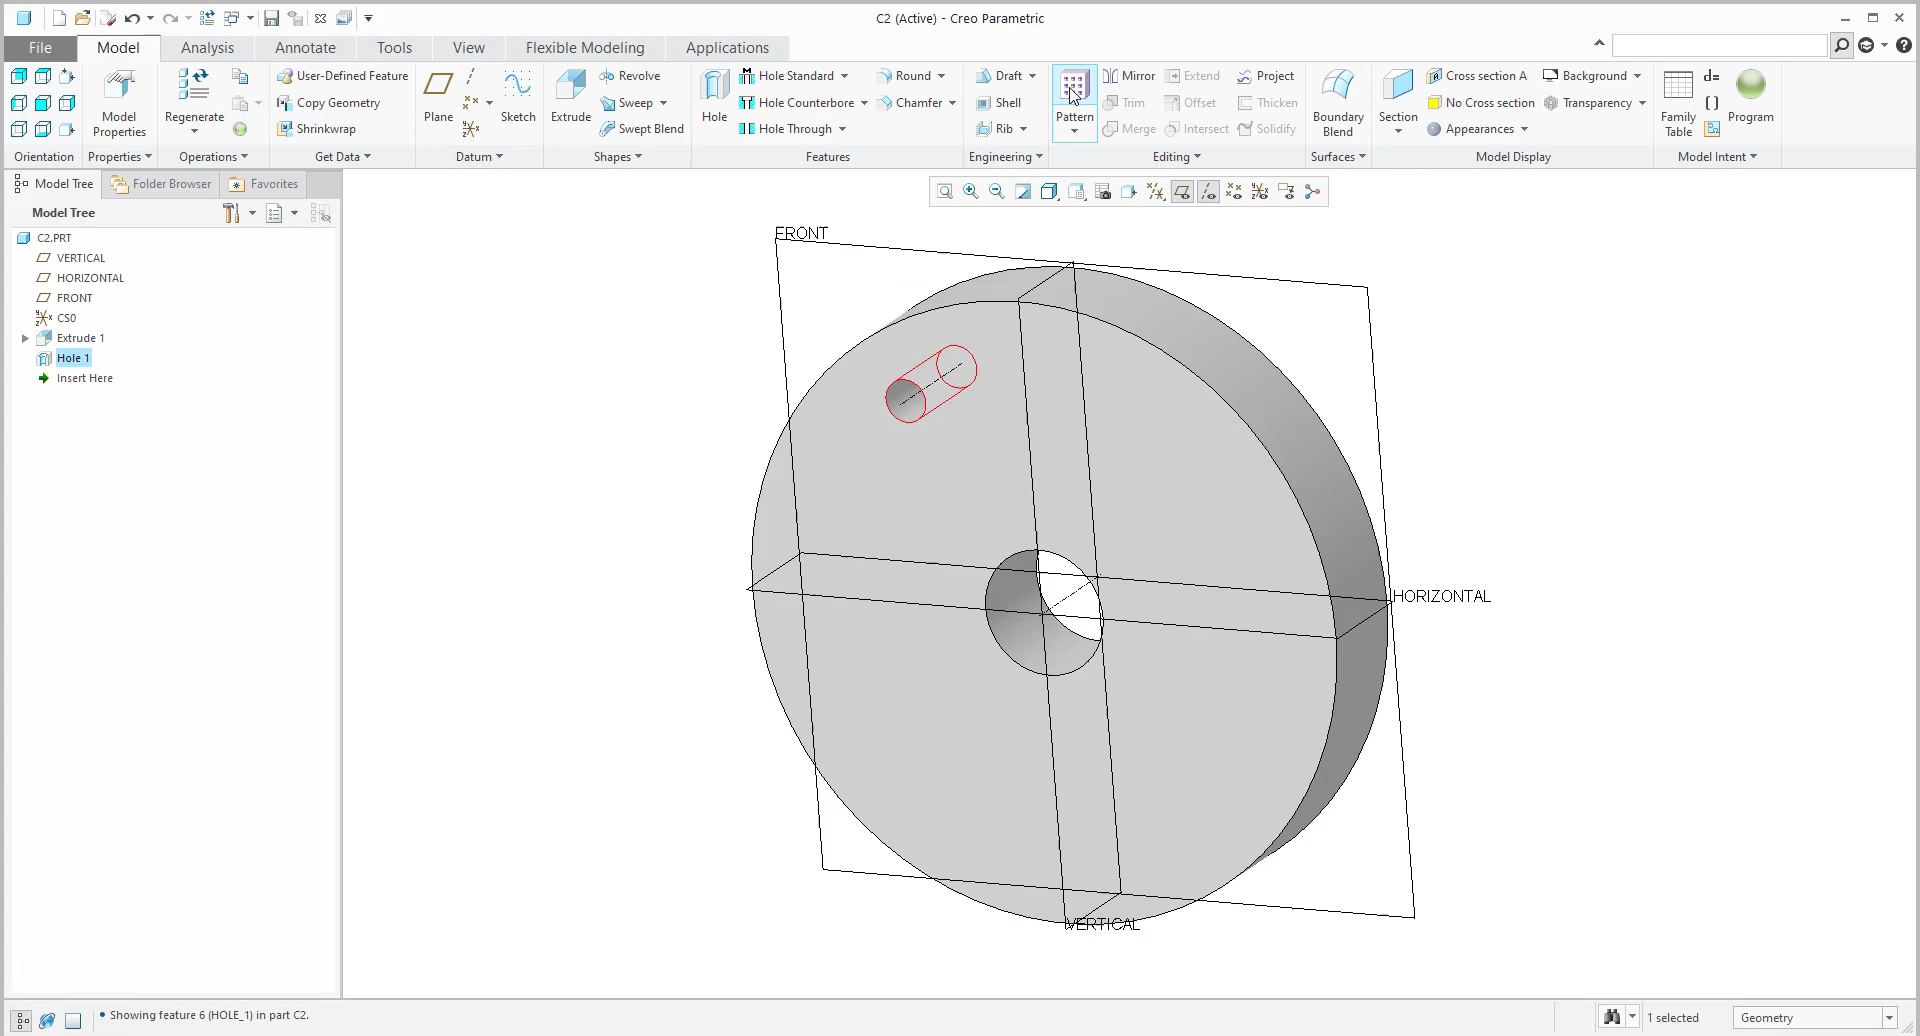 C2 (Active) - Creo Parametric
File Model Analysis Annotate Tools View Flexible Modeling Applications
Model Properties
Regenerate
User-Defined Feature
Copy Geometry
Shrinkwrap
Plane
Sketch
Extrude
Revolve
Sweep
Swept Blend
Hole
Hole Standard
Hole Counterbore
Hole Through
Round
Chamfer
Draft
Shell
Rib
Pattern
Mirror Extend Project
Trim Offset Thicken
Merge Intersect Solidify
Boundary Blend
Section
Cross section A
No Cross section
Appearances
Background
Transparency
Family Table
d=
[ ]
Program
Orientation Properties Operations Get Data Datum Shapes Features Engineering Editing Surfaces Model Display Model Intent
Model Tree Folder Browser Favorites
Model Tree
C2.PRT
VERTICAL
HORIZONTAL
FRONT
CS0
Extrude 1
Hole 1
Insert Here
FRONT
HORIZONTAL
VERTICAL
Showing feature 6 (HOLE_1) in part C2.
1 selected
Geometry